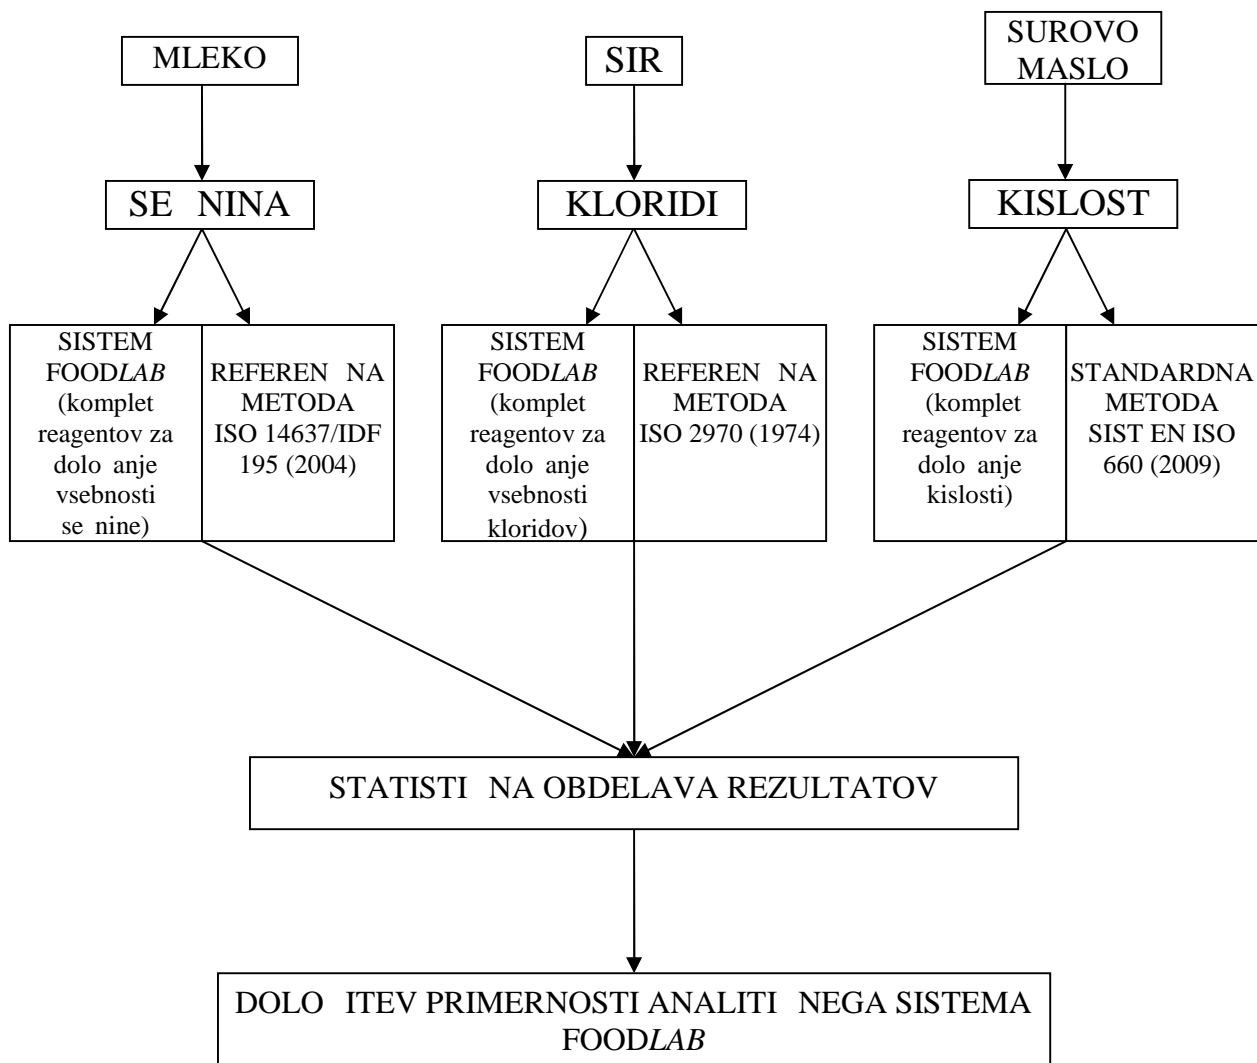 MLEKO
SIR
SUROVO
MASLO
SE NINA
KLORIDI
KISLOST
SISTEM
FOODLAB
(komplet
reagentov za
dolo anje
vsebnosti
se nine)
REFEREN NA
METODA
ISO 14637/IDF
195 (2004)
SISTEM
FOODLAB
(komplet
reagentov za
dolo anje
vsebnosti
kloridov)
REFEREN NA
METODA
ISO 2970 (1974)
SISTEM
FOODLAB
(komplet
reagentov za
dolo anje
kislosti)
STANDARDNA
METODA
SIST EN ISO
660 (2009)
STATISTI NA OBDELAVA REZULTATOV
DOLO ITEV PRIMERNOSTI ANALITI NEGA SISTEMA
FOODLAB